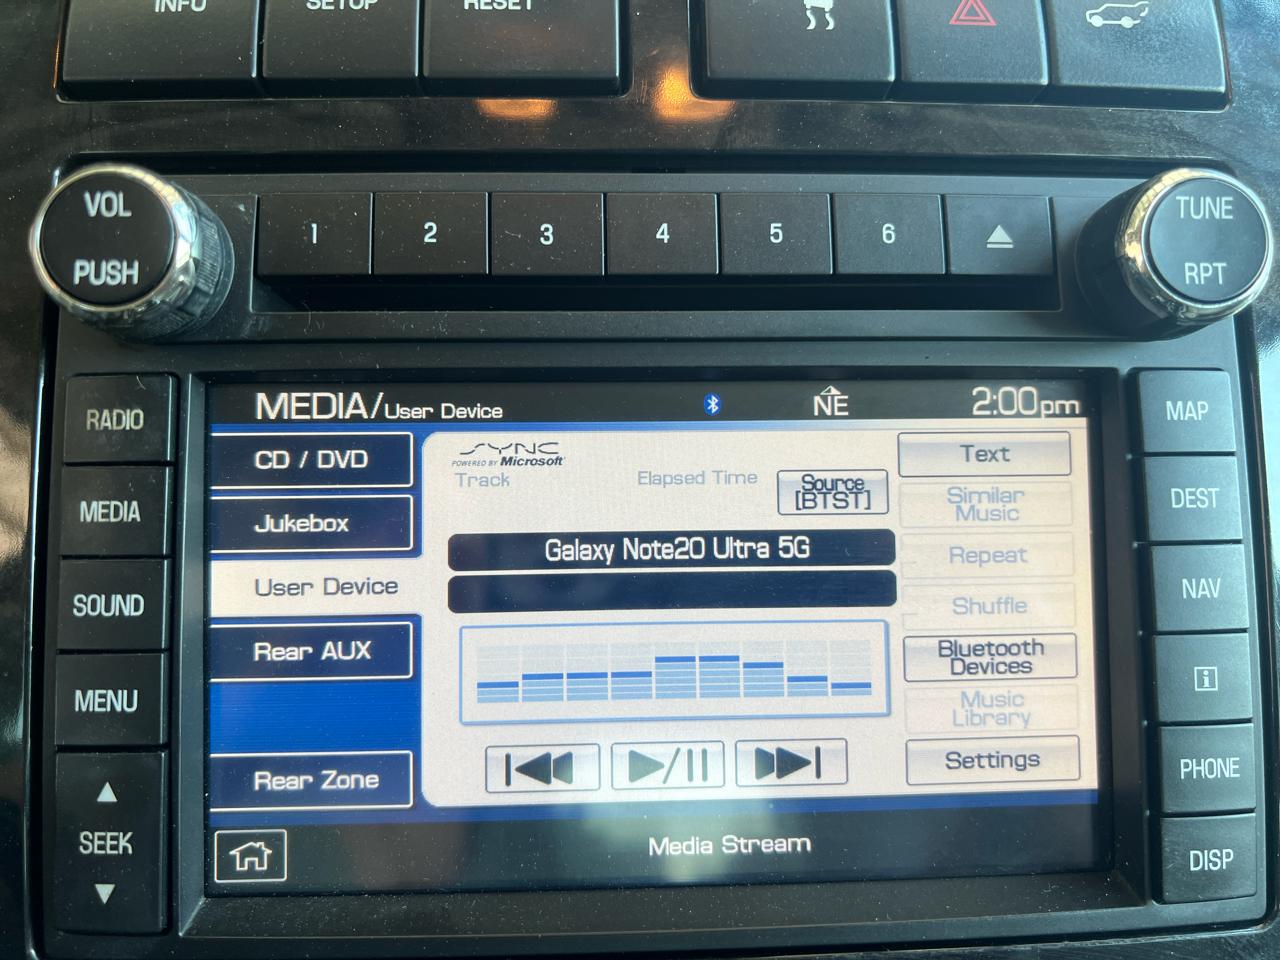 INFO
SETUP
RESET
VOL
PUSH
1
2
3
4
5
6
TUNE
RPT
RADIO
MEDIA
SOUND
MENU
SEEK
MEDIA/User Device
NE
2:00pm
CD / DVD
Jukebox
User Device
Rear AUX
Rear Zone
SYNC
POWERED BY Microsoft
Track
Elapsed Time
Source
[BTST]
Galaxy Note20 Ultra 5G
Text
Similar
Music
Repeat
Shuffle
Bluetooth
Devices
Music
Library
Settings
Media Stream
MAP
DEST
NAV
i
PHONE
DISP